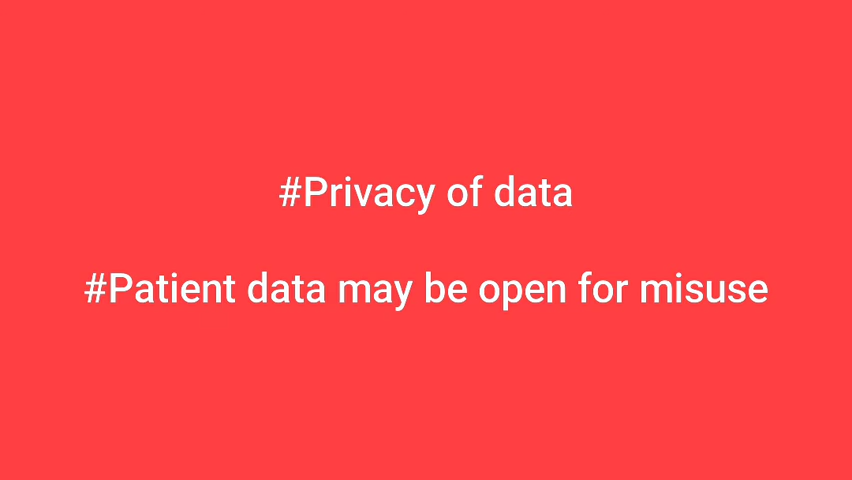 #Privacy of data
#Patient data may be open for misuse